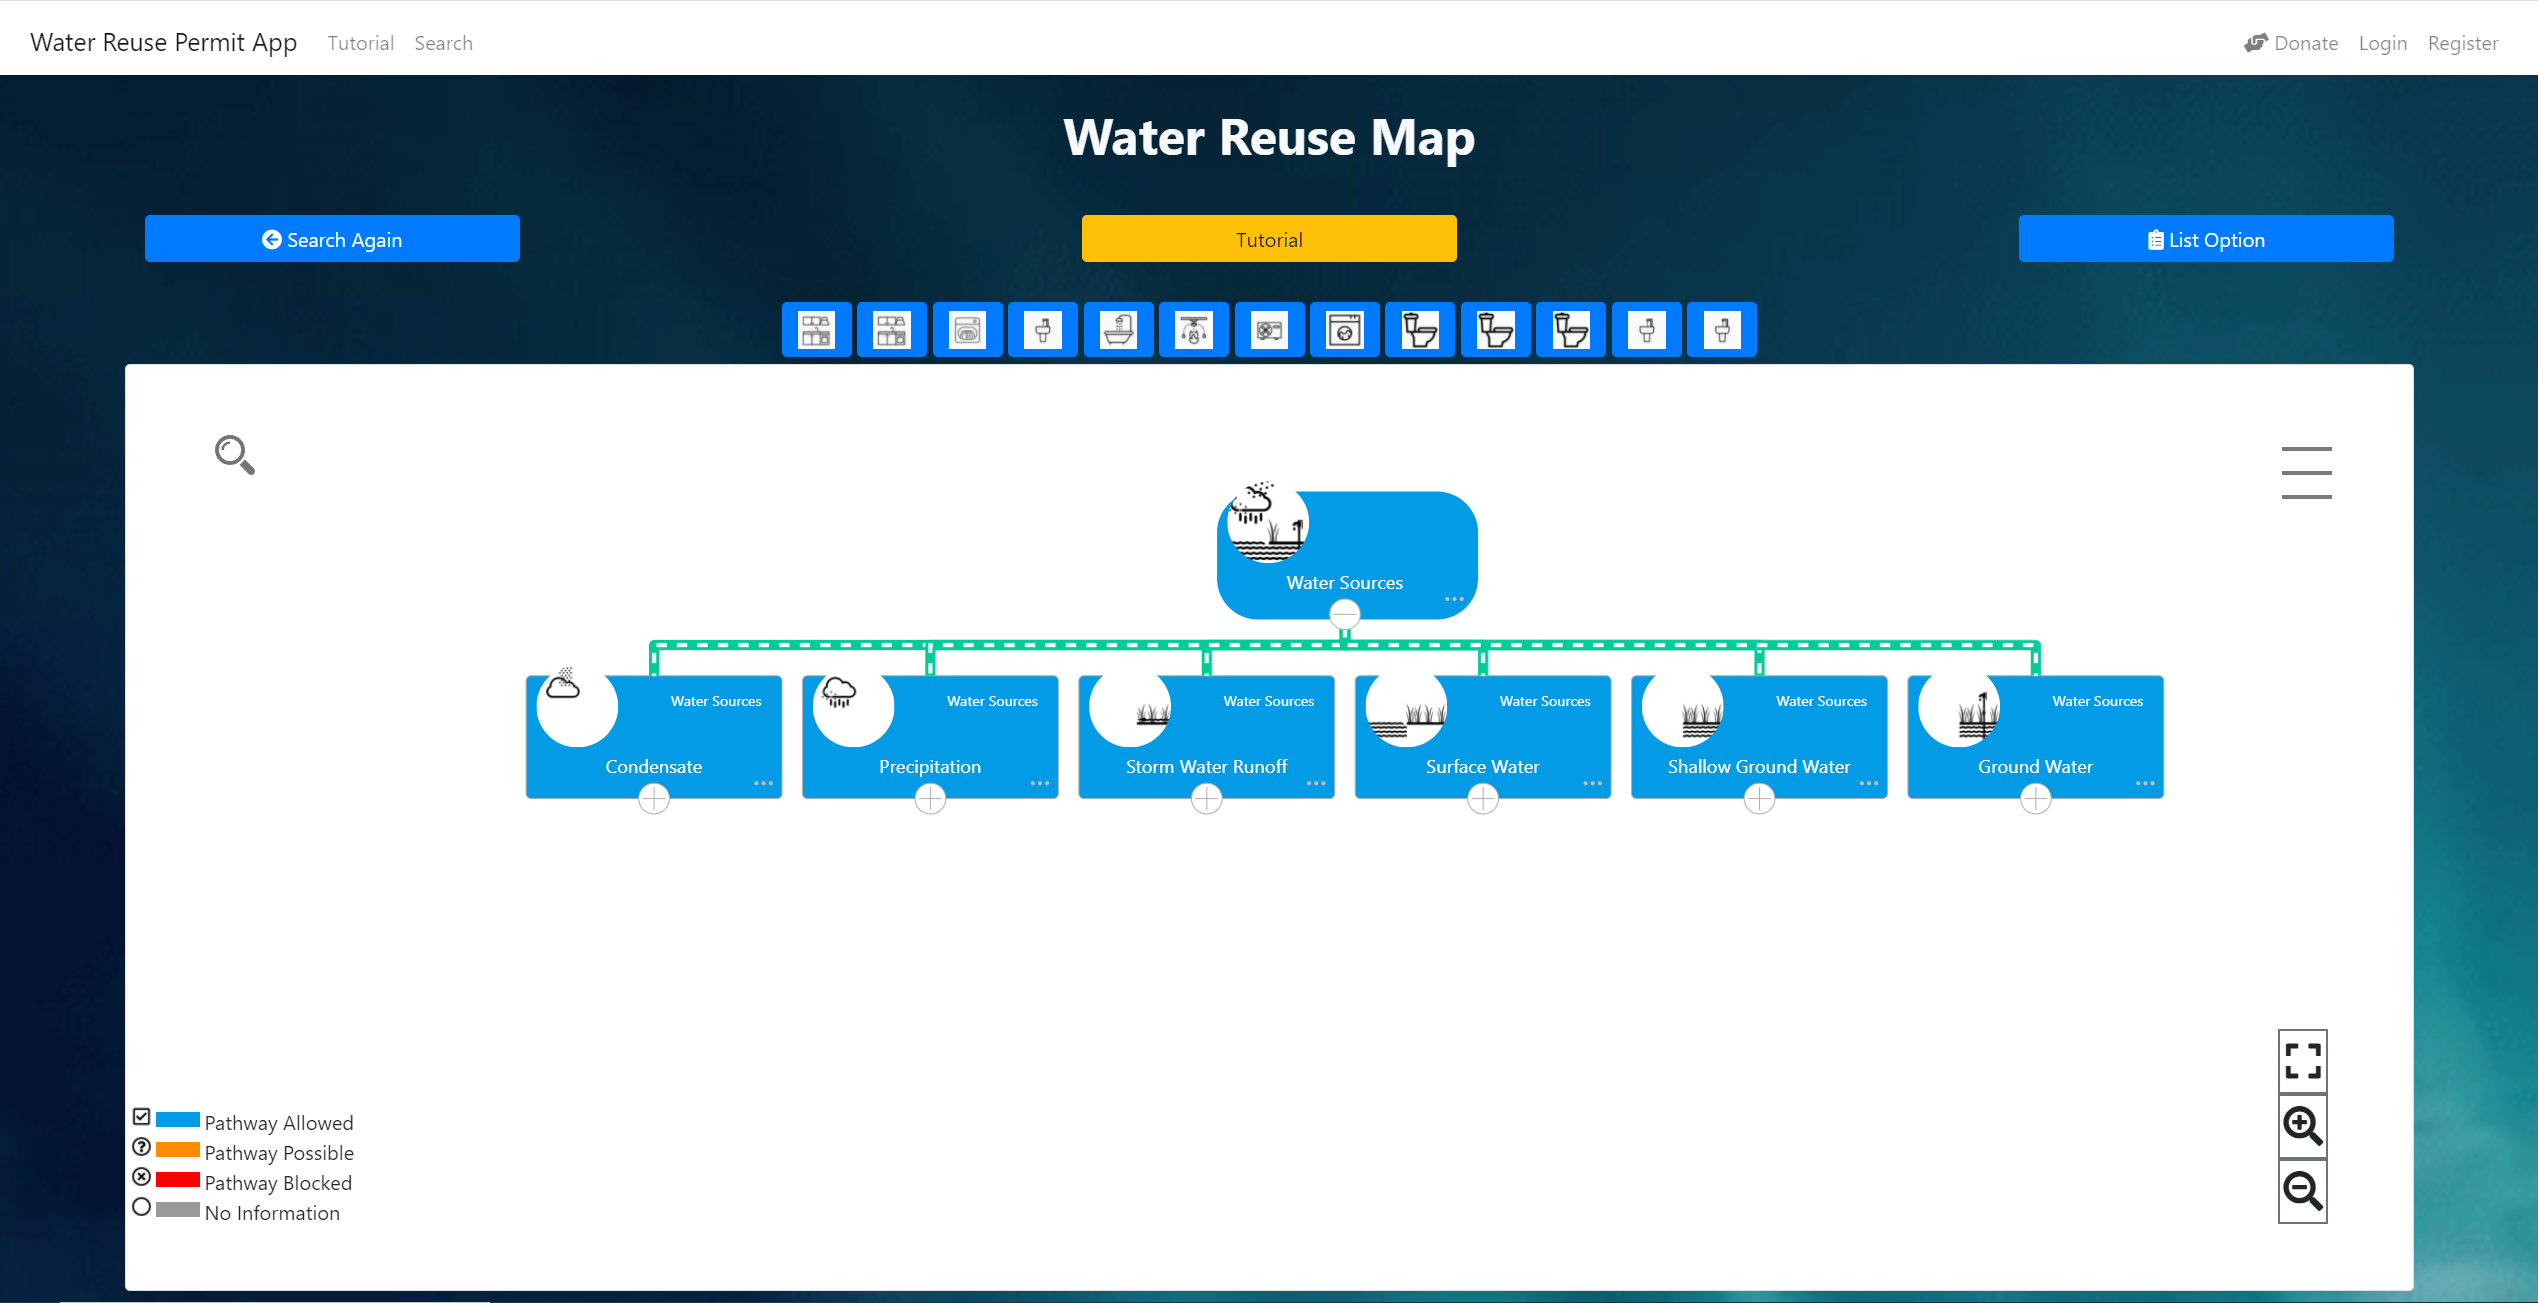 Water Reuse Permit App Tutorial Search Donate Login Register
Water Reuse Map
Search Again Tutorial List Option
Water Sources
Water Sources Water Sources Water Sources Water Sources Water Sources Water Sources
Condensate Precipitation Storm Water Runoff Surface Water Shallow Ground Water Ground Water
Pathway Allowed
Pathway Possible
Pathway Blocked
No Information